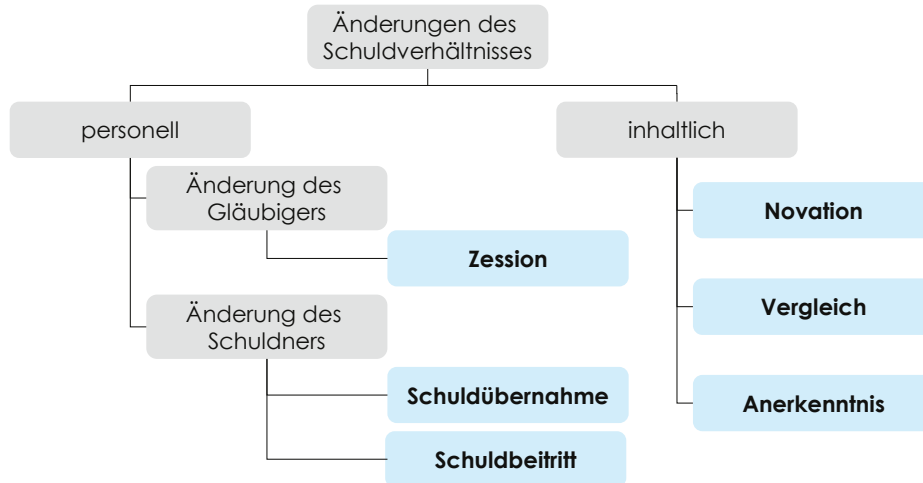 Änderungen des
Schuldverhältnisses
personell
inhaltlich
Änderung des
Gläubigers
Novation
Zession
Änderung des
Schuldners
Vergleich
Schuldübernahme
Anerkenntnis
Schuldbeitritt